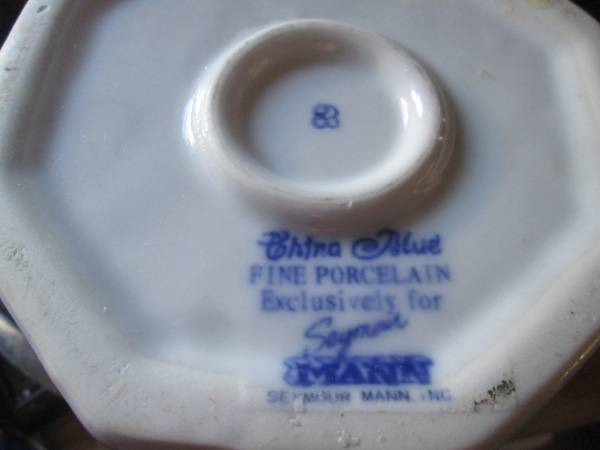 China Blue
FINE PORCELAIN
Exclusively for
Seymour
MANN
SEYMOUR MANN, INC.